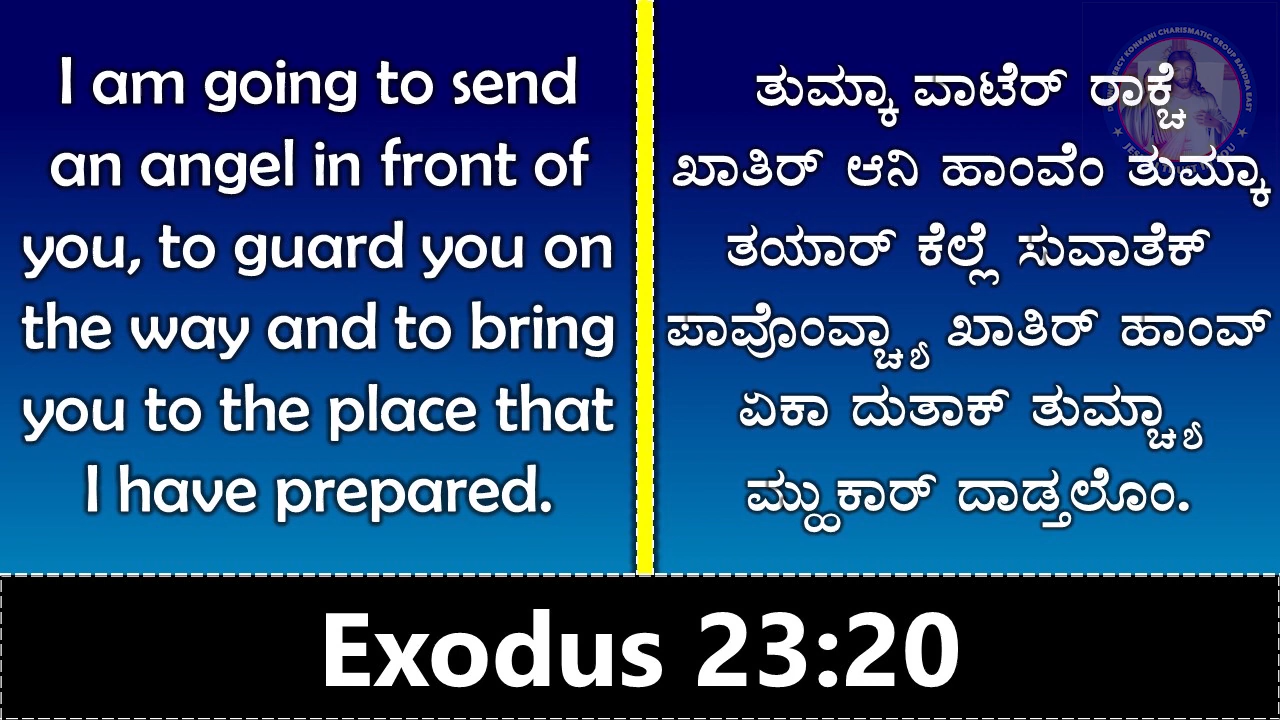 I am going to send
an angel in front of
you, to guard you on
the way and to bring
you to the place that
I have prepared.
ತುಮ್ಕಾ ವಾಟೆರ್ ರಾಕ್ಚೆ
ಖಾತಿರ್ ಆನಿ ಹಾಂವೆಂ ತುಮ್ಕಾ
ತಯಾರ್ ಕೆಲ್ಲೆ ಸುವಾತೆಕ್
ಪಾವೊಂವ್ಚ್ಯಾ ಖಾತಿರ್ ಹಾಂವ್
ಏಕಾ ದುತಾಕ್ ತುಮ್ಚ್ಯಾ
ಮ್ಹುಕಾರ್ ದಾಡ್ತಲೊಂ.
Exodus 23:20